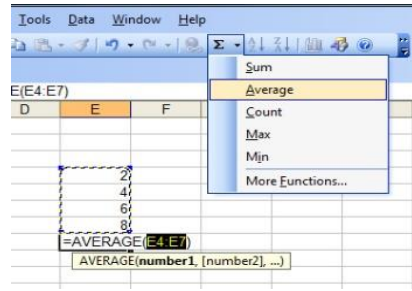 Tools Data Window Help
Σ
Sum
Average
Count
Max
Min
More Functions...
E(E4:E7)
D E F
2
4
6
8
=AVERAGE(E4:E7)
AVERAGE(number1, [number2], ...)